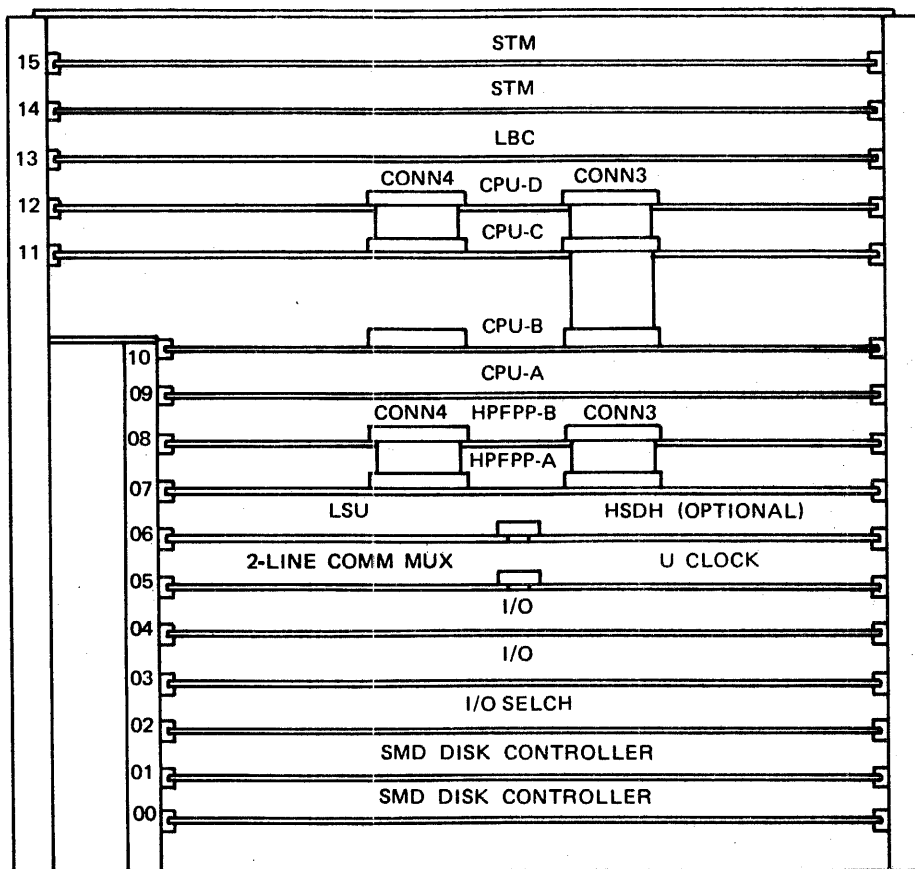 STM
15
STM
14
LBC
13
CONN4 CPU-D CONN3
12
CPU-C
11
CPU-B
10
CPU-A
09
CONN4 HPFPP-B CONN3
08
HPFPP-A
07
LSU HSDH (OPTIONAL)
06
2-LINE COMM MUX U CLOCK
05
I/O
04
I/O
03
I/O SELCH
02
SMD DISK CONTROLLER
01
SMD DISK CONTROLLER
00